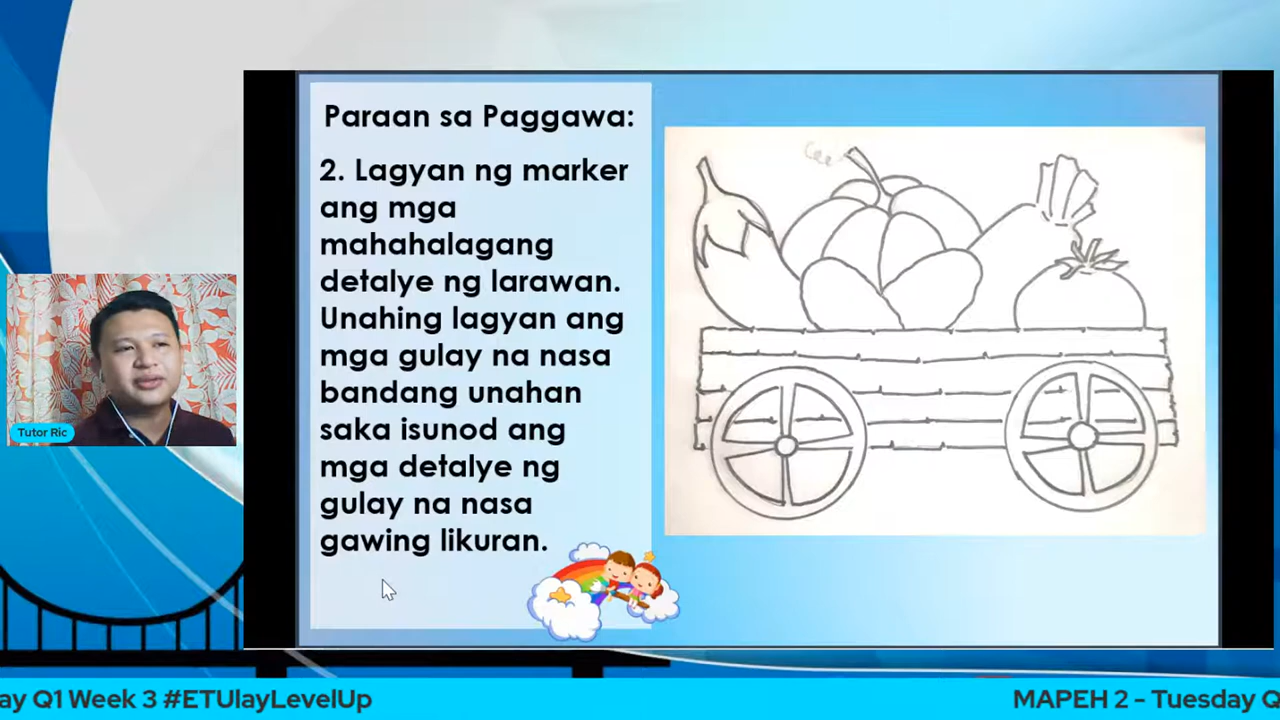 Paraan sa Paggawa:
2. Lagyan ng marker
ang mga
mahahalagang
detalye ng larawan.
Unahing lagyan ang
mga gulay na nasa
bandang unahan
saka isunod ang
mga detalye ng
gulay na nasa
gawing likuran.
Tutor Ric
ay Q1 Week 3 #ETUlayLevelUp
MAPEH 2 - Tuesday Q